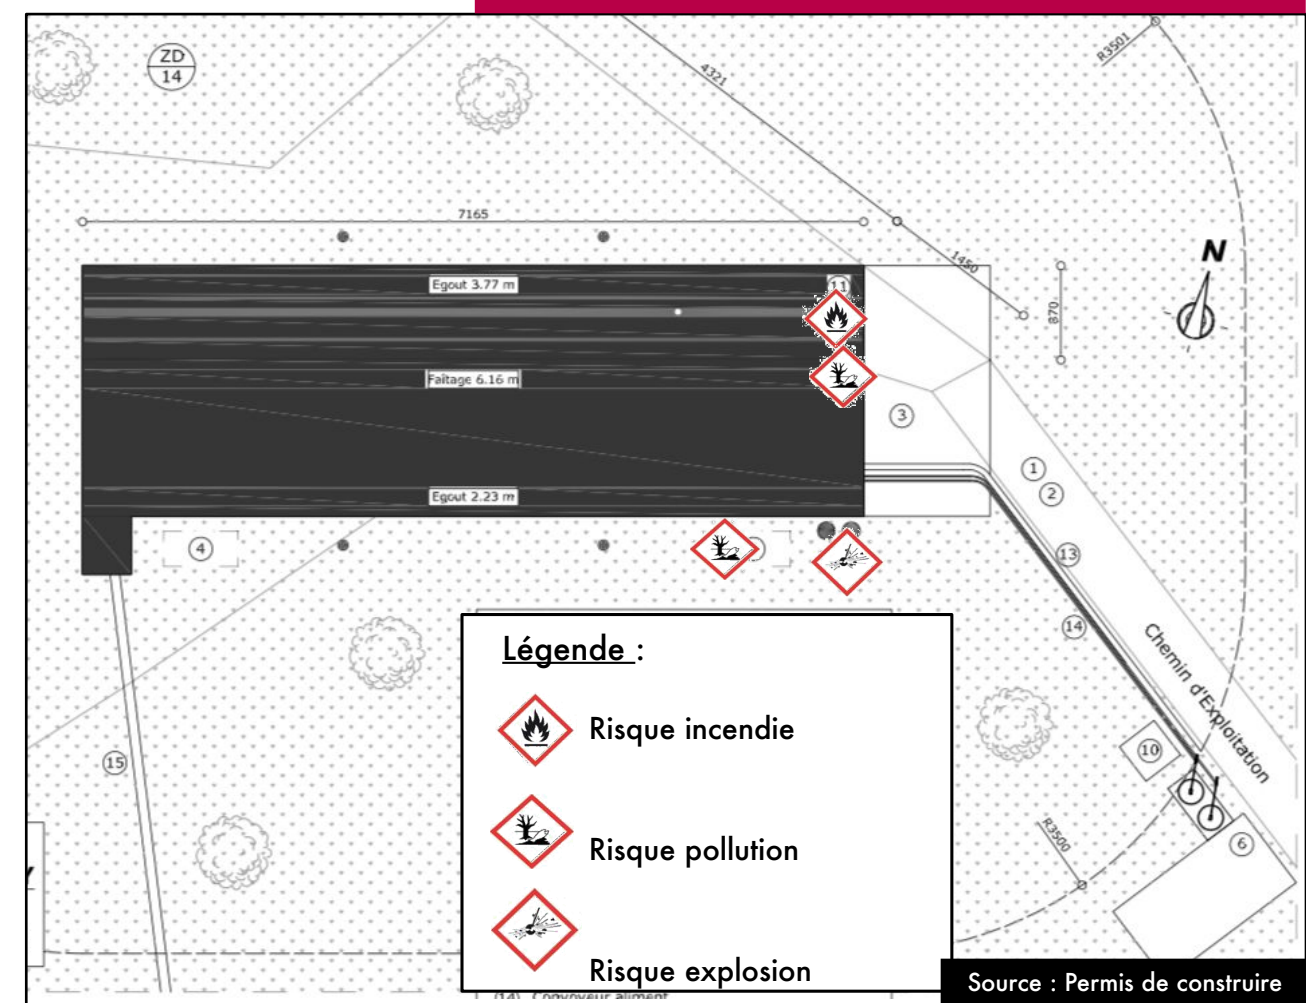 ZD
14
4321
R3501
7165
1450
N
870
Egout 3.77 m
11
Faîtage 6.16 m
3
1
2
Egout 2.23 m
4
13
14
Chemin d'Exploitation
15
10
R3500
6
Légende :
Risque incendie
Risque pollution
Risque explosion
(14) Convoyeur aliment
Source : Permis de construire